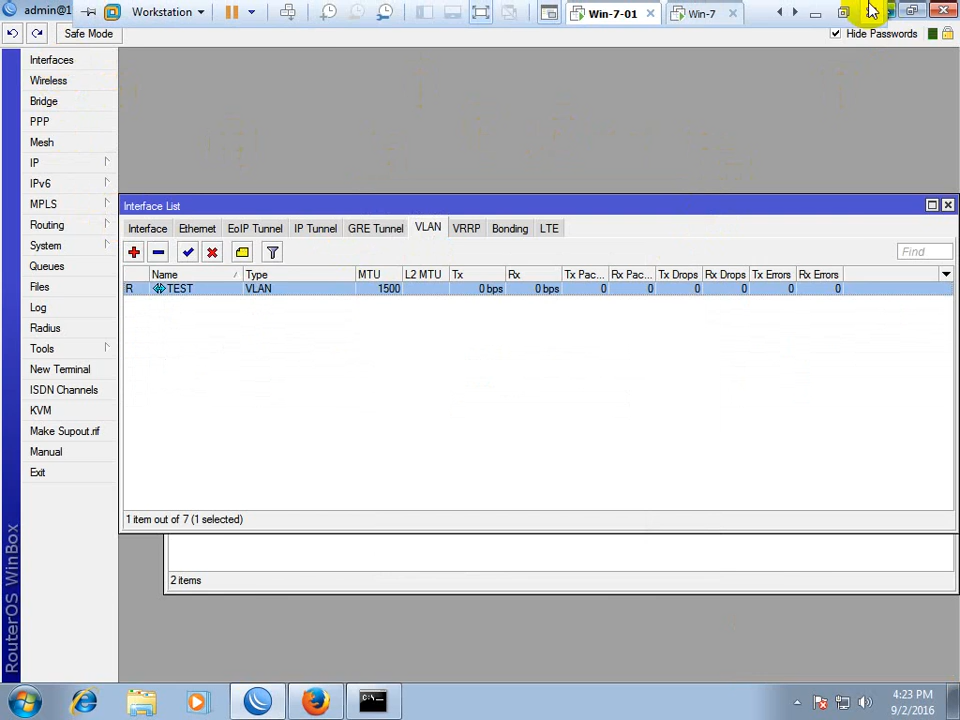 admin@1
Workstation
Win-7-01
Win-7
Safe Mode
Hide Passwords
Interfaces
Wireless
Bridge
PPP
Mesh
IP
IPv6
MPLS
Routing
System
Queues
Files
Log
Radius
Tools
New Terminal
ISDN Channels
KVM
Make Supout.rif
Manual
Exit
RouterOS WinBox
Interface List
Interface Ethernet EoIP Tunnel IP Tunnel GRE Tunnel VLAN VRRP Bonding LTE
Find
Name Type MTU L2 MTU Tx Rx Tx Pac... Rx Pac... Tx Drops Rx Drops Tx Errors Rx Errors
R TEST VLAN 1500 0 bps 0 bps 0 0 0 0 0 0
1 item out of 7 (1 selected)
2 items
C:\.
4:23 PM
9/2/2016